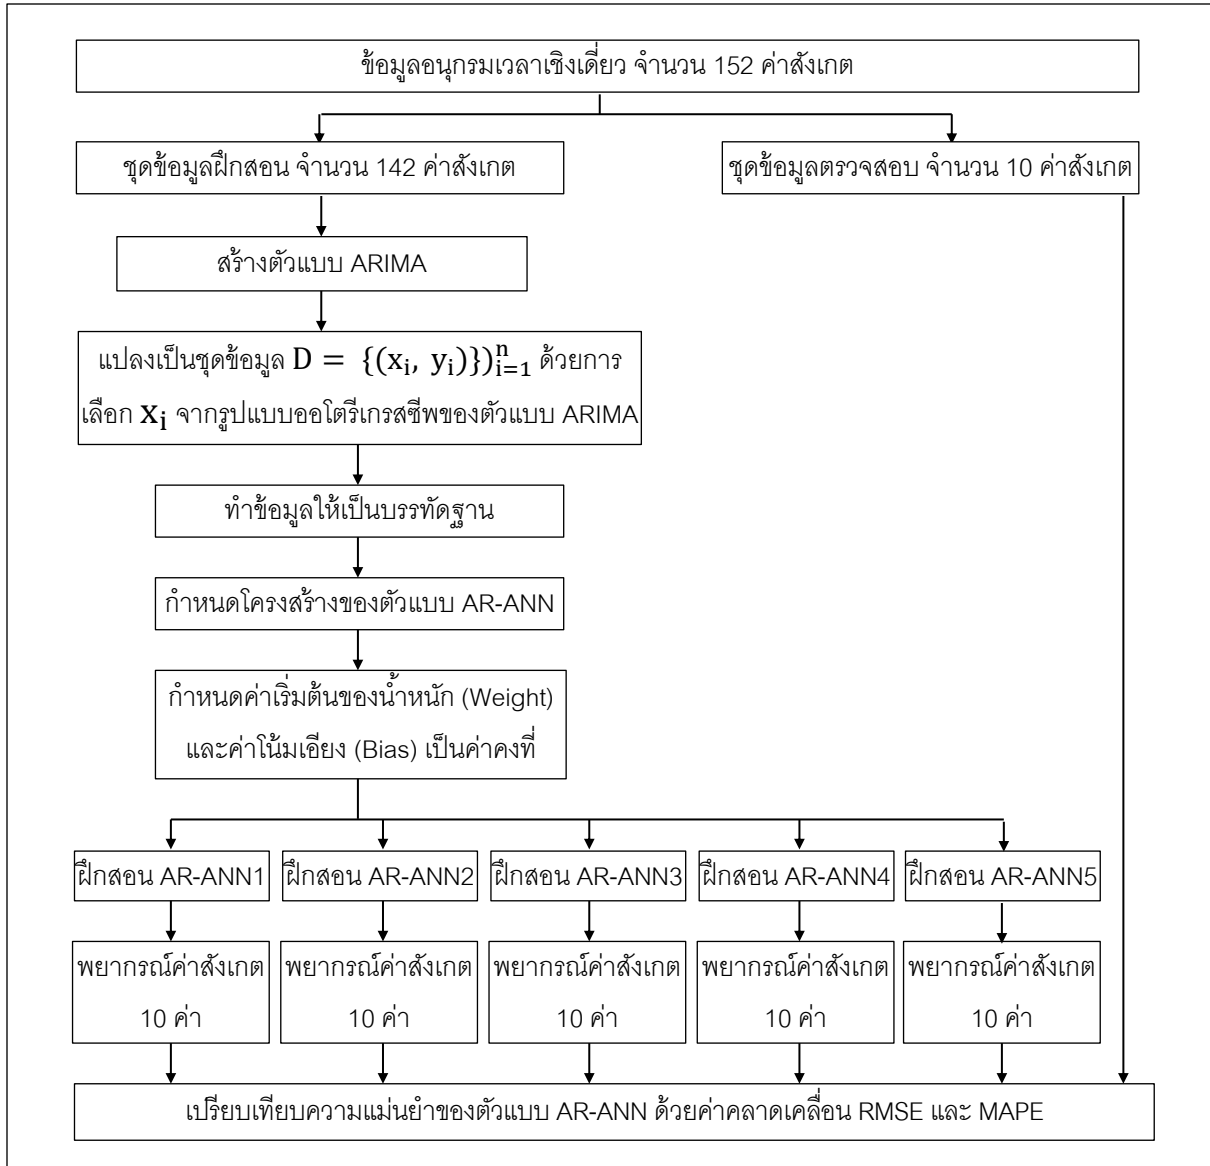 ข้อมูลอนุกรมเวลาเชิงเดี่ยว จำนวน 152 ค่าสังเกต
ชุดข้อมูลฝึกสอน จำนวน 142 ค่าสังเกต
ชุดข้อมูลตรวจสอบ จำนวน 10 ค่าสังเกต
สร้างตัวแบบ ARIMA
แปลงเป็นชุดข้อมูล D = {(xᵢ, yᵢ)})ⁿᵢ₌₁ ด้วยการ
เลือก xᵢ จากรูปแบบออโตรีเกรสซีพของตัวแบบ ARIMA
ทำข้อมูลให้เป็นบรรทัดฐาน
กำหนดโครงสร้างของตัวแบบ AR-ANN
กำหนดค่าเริ่มต้นของน้ำหนัก (Weight)
และค่าโน้มเอียง (Bias) เป็นค่าคงที่
ฝึกสอน AR-ANN1
ฝึกสอน AR-ANN2
ฝึกสอน AR-ANN3
ฝึกสอน AR-ANN4
ฝึกสอน AR-ANN5
พยากรณ์ค่าสังเกต
10 ค่า
พยากรณ์ค่าสังเกต
10 ค่า
พยากรณ์ค่าสังเกต
10 ค่า
พยากรณ์ค่าสังเกต
10 ค่า
พยากรณ์ค่าสังเกต
10 ค่า
เปรียบเทียบความแม่นยำของตัวแบบ AR-ANN ด้วยค่าคลาดเคลื่อน RMSE และ MAPE